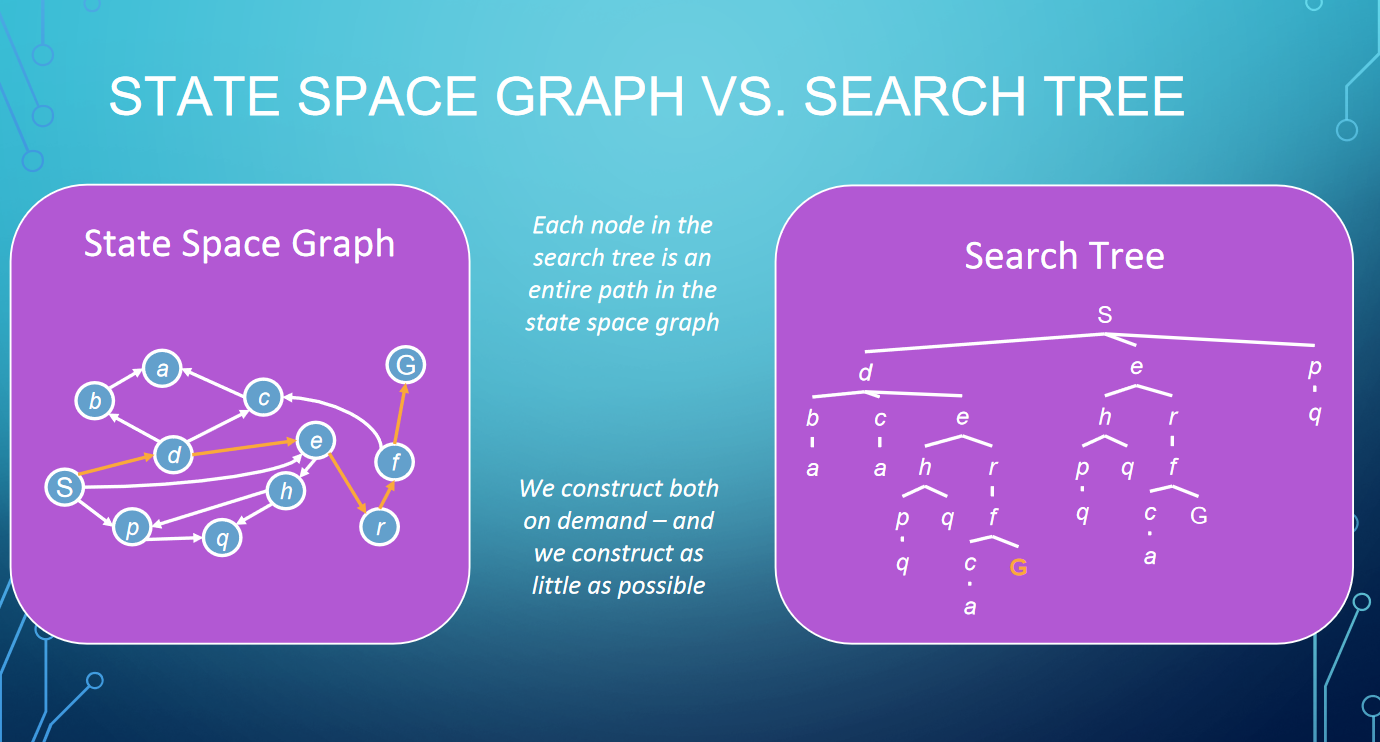 STATE SPACE GRAPH VS. SEARCH TREE
State Space Graph
a
G
b
c
e
d
f
S
h
p
r
q
Each node in the
search tree is an
entire path in the
state space graph
We construct both
on demand – and
we construct as
little as possible
Search Tree
S
d e p
b c e h r q
a a h r p q f
p q f q c G
q c G a
a